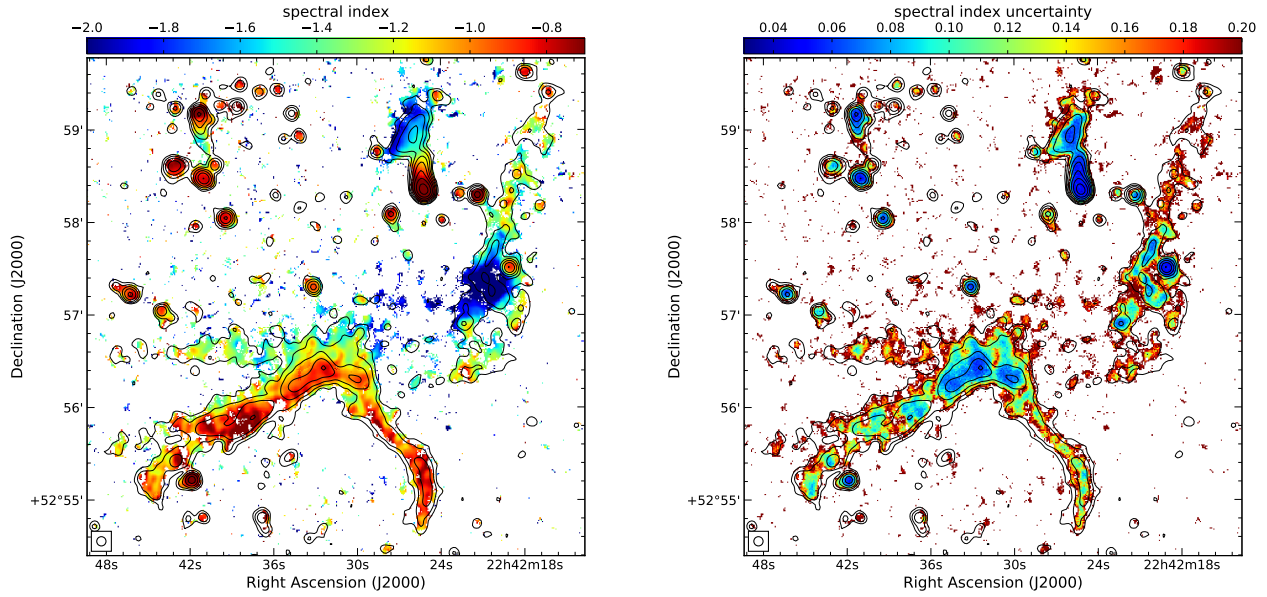 spectral index
−2.0 −1.8 −1.6 −1.4 −1.2 −1.0 −0.8
Declination (J2000)
59'
58'
57'
56'
+52°55'
48s 42s 36s 30s 24s 22h42m18s
Right Ascension (J2000)
spectral index uncertainty
0.04 0.06 0.08 0.10 0.12 0.14 0.16 0.18 0.20
Declination (J2000)
59'
58'
57'
56'
+52°55'
48s 42s 36s 30s 24s 22h42m18s
Right Ascension (J2000)